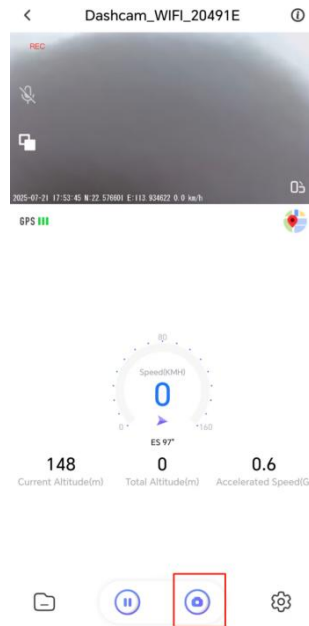 Dashcam_WIFI_20491E
REC
2025-07-21 17:53:45 N:22.576601 E:113.934622 0.0 km/h
GPS
80
Speed(KMH)
0
0
160
ES 97°
148
0
0.6
Current Altitude(m)
Total Altitude(m)
Accelerated Speed(G